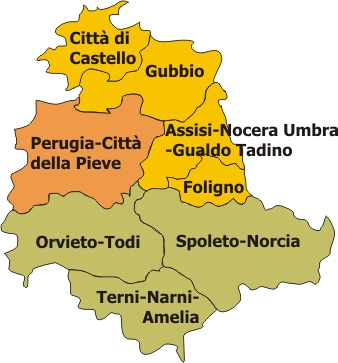 Città di
Castello
Gubbio
Assisi-Nocera Umbra
-Gualdo Tadino
Perugia-Città
della Pieve
Foligno
Orvieto-Todi
Spoleto-Norcia
Terni-Narni-
Amelia